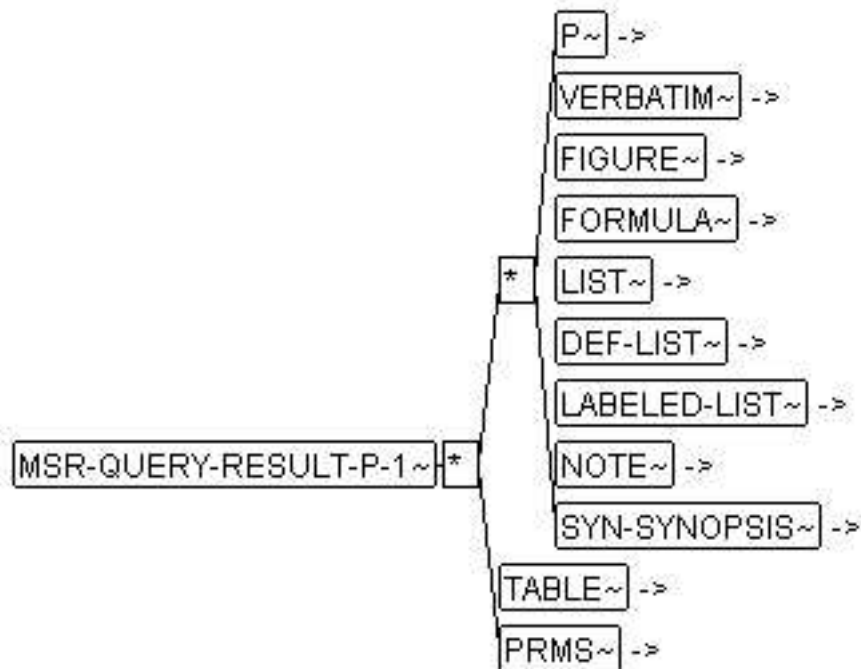 P~ ->
VERBATIM~ ->
FIGURE~ ->
FORMULA~ ->
* LIST~ ->
DEF-LIST~ ->
LABELED-LIST~ ->
MSR-QUERY-RESULT-P-1~ * NOTE~ ->
SYN-SYNOPSIS~ ->
TABLE~ ->
PRMS~ ->